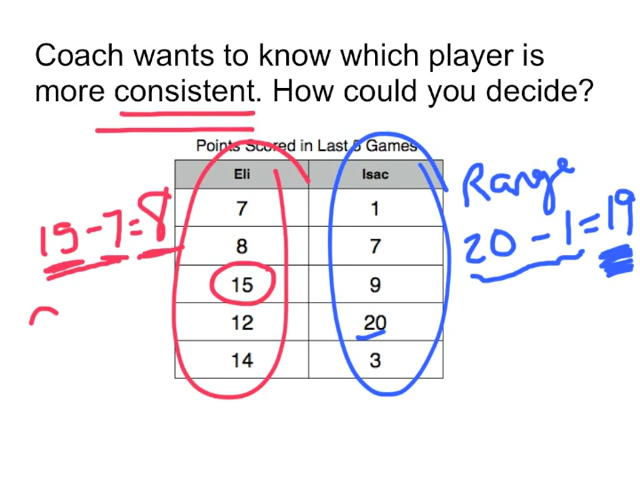 Coach wants to know which player is
more consistent. How could you decide?
Points Scored in Last 5 Games
Eli Isac
7 1
8 7
15 9
12 20
14 3
15-7=8
Range
20-1=19